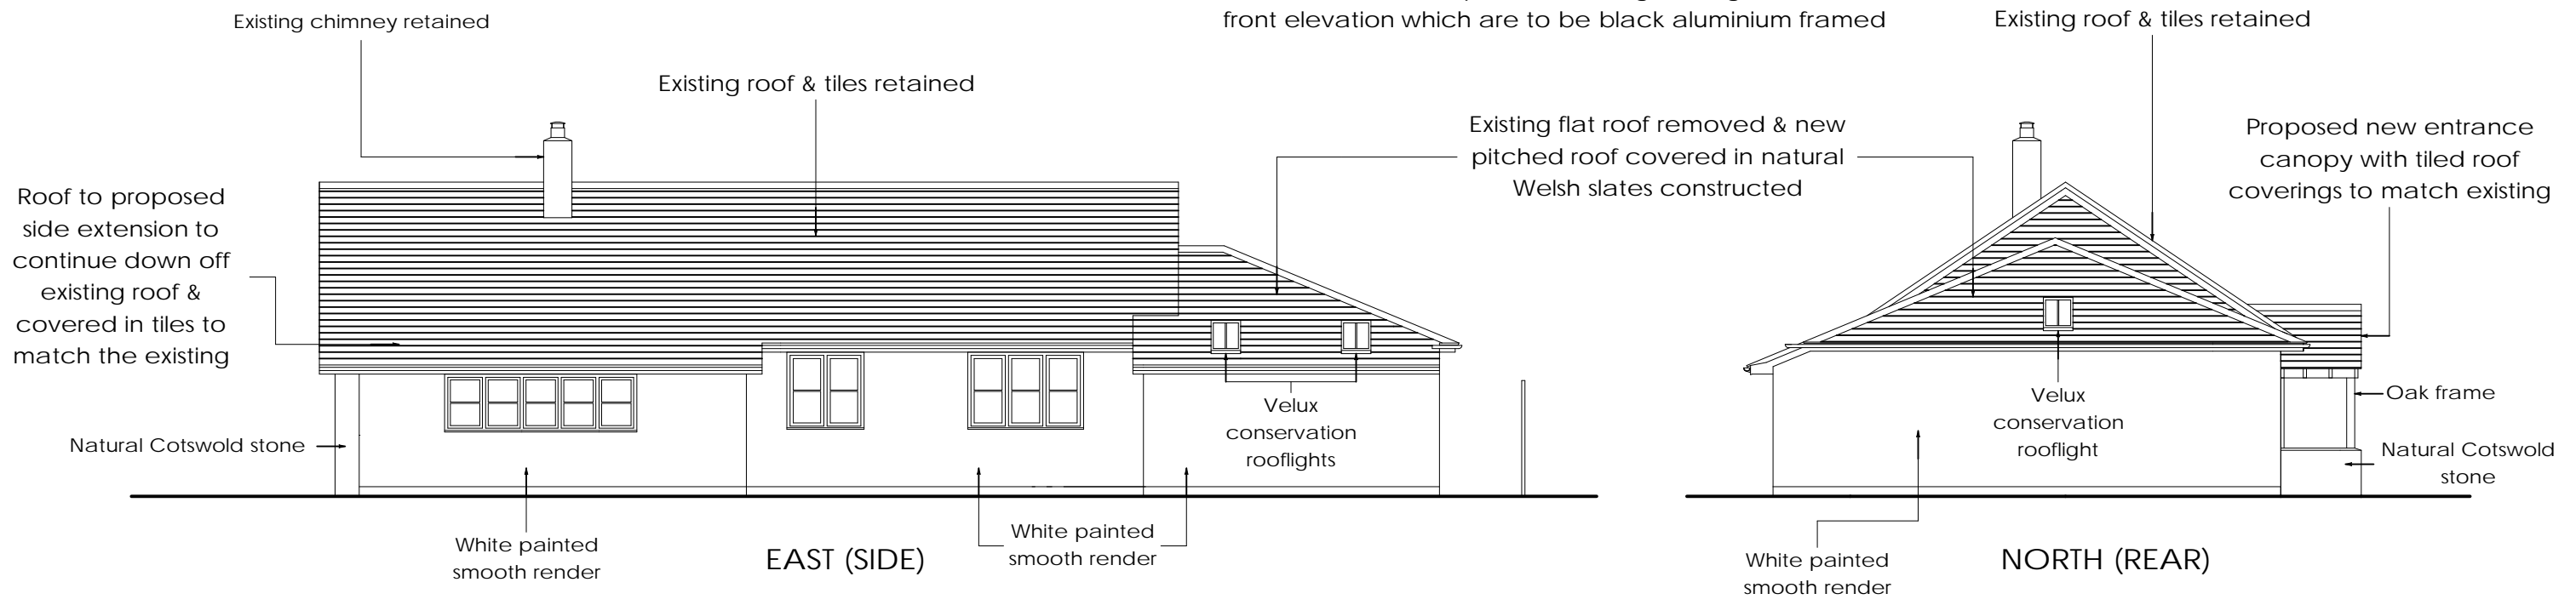 Existing chimney retained
front elevation which are to be black aluminium framed
Existing roof & tiles retained
Existing roof & tiles retained
Existing flat roof removed & new
pitched roof covered in natural
Welsh slates constructed
Proposed new entrance
canopy with tiled roof
coverings to match existing
Roof to proposed
side extension to
continue down off
existing roof &
covered in tiles to
match the existing
Natural Cotswold stone
Velux
conservation
rooflights
Velux
conservation
rooflight
Oak frame
Natural Cotswold
stone
White painted
smooth render
White painted
smooth render
White painted
smooth render
EAST (SIDE)
NORTH (REAR)